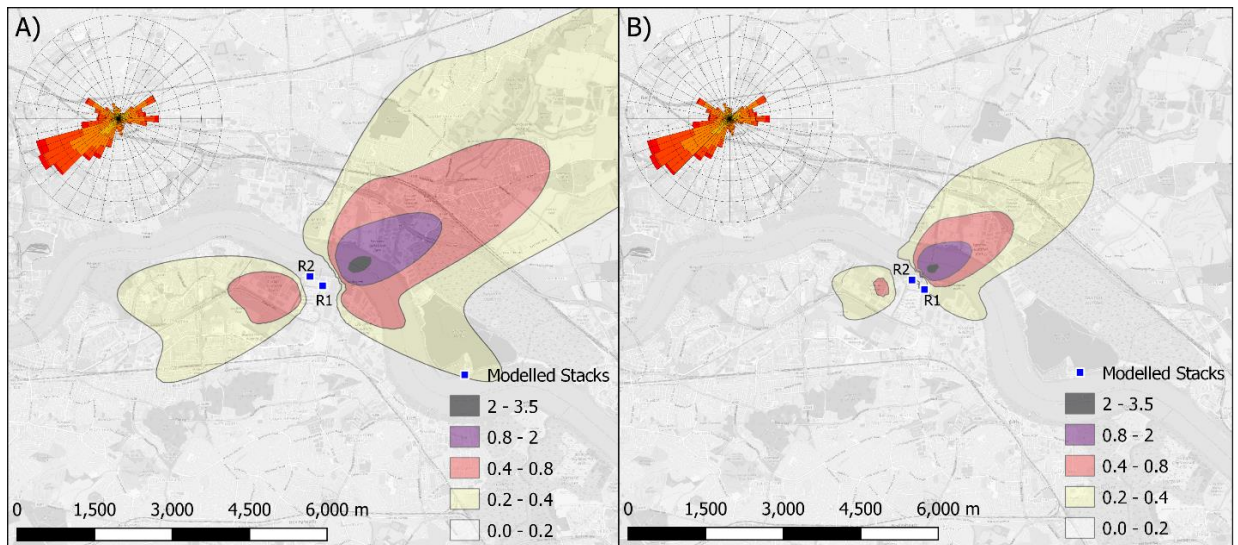 A)
R2
R1
Modelled Stacks
2 - 3.5
0.8 - 2
0.4 - 0.8
0.2 - 0.4
0.0 - 0.2
0 1,500 3,000 4,500 6,000 m
B)
R2
R1
Modelled Stacks
2 - 3.5
0.8 - 2
0.4 - 0.8
0.2 - 0.4
0.0 - 0.2
0 1,500 3,000 4,500 6,000 m